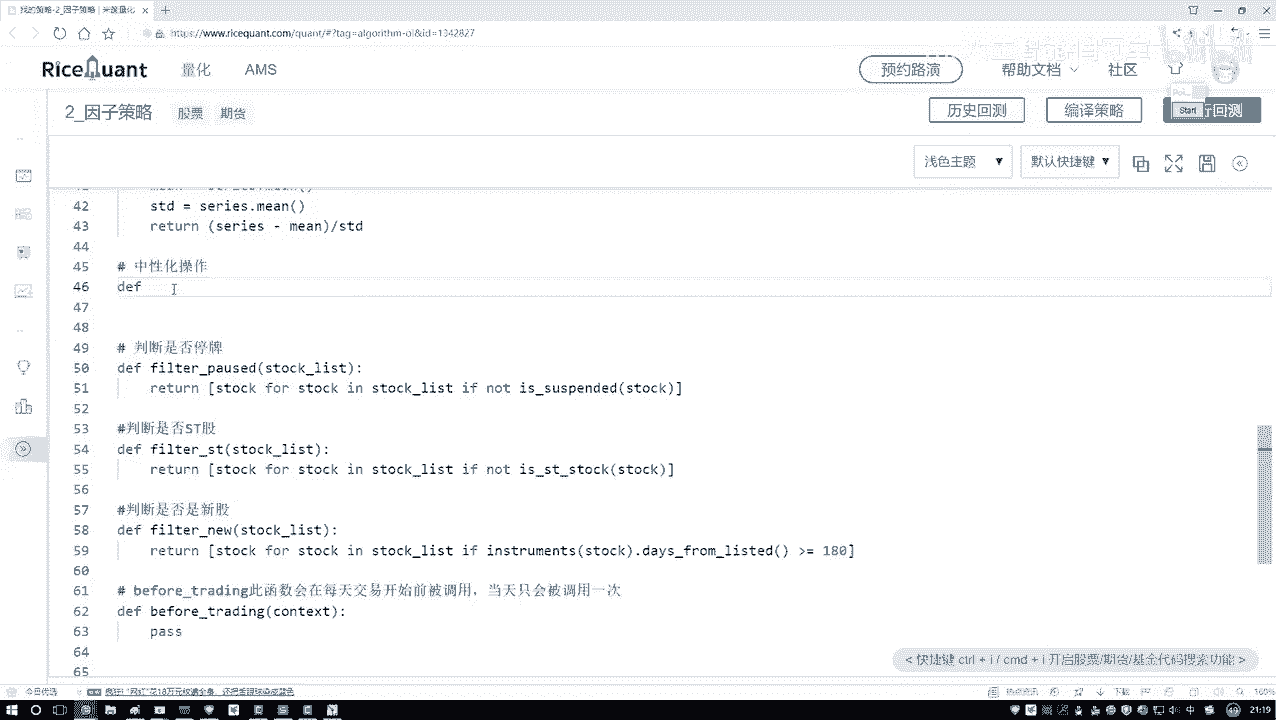 我的策略-2_因子策略 | 米筐量化
https://www.ricequant.com/quant/#?tag=algorithm-ol&id=1342827
RiceQuant
量化
AMS
预约路演
帮助文档
社区
2_因子策略
股票
期货
历史回测
编译策略
行回测
Start
浅色主题
默认快捷键
42 std = series.mean()
43 return (series - mean)/std
44
45 # 中性化操作
46 def
47
48
49 # 判断是否停牌
50 def filter_paused(stock_list):
51 return [stock for stock in stock_list if not is_suspended(stock)]
52
53 #判断是否ST股
54 def filter_st(stock_list):
55 return [stock for stock in stock_list if not is_st_stock(stock)]
56
57 #判断是否是新股
58 def filter_new(stock_list):
59 return [stock for stock in stock_list if instruments(stock).days_from_listed() >= 180]
60
61 # before_trading此函数会在每天交易开始前被调用，当天只会被调用一次
62 def before_trading(context):
63 pass
64
65
< 快捷键 ctrl + i / cmd + i 开启股票/期货/基金代码搜索功能 >
今日优选
100%
中
21:19